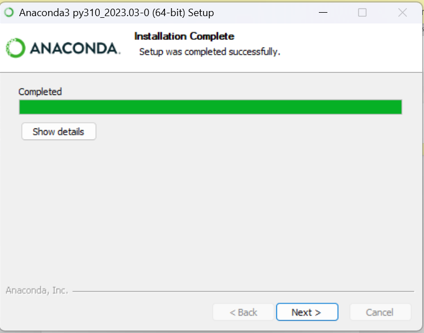 Anaconda3 py310_2023.03-0 (64-bit) Setup
ANACONDA.
Installation Complete
Setup was completed successfully.
Completed
Show details
Anaconda, Inc.
< Back
Next >
Cancel